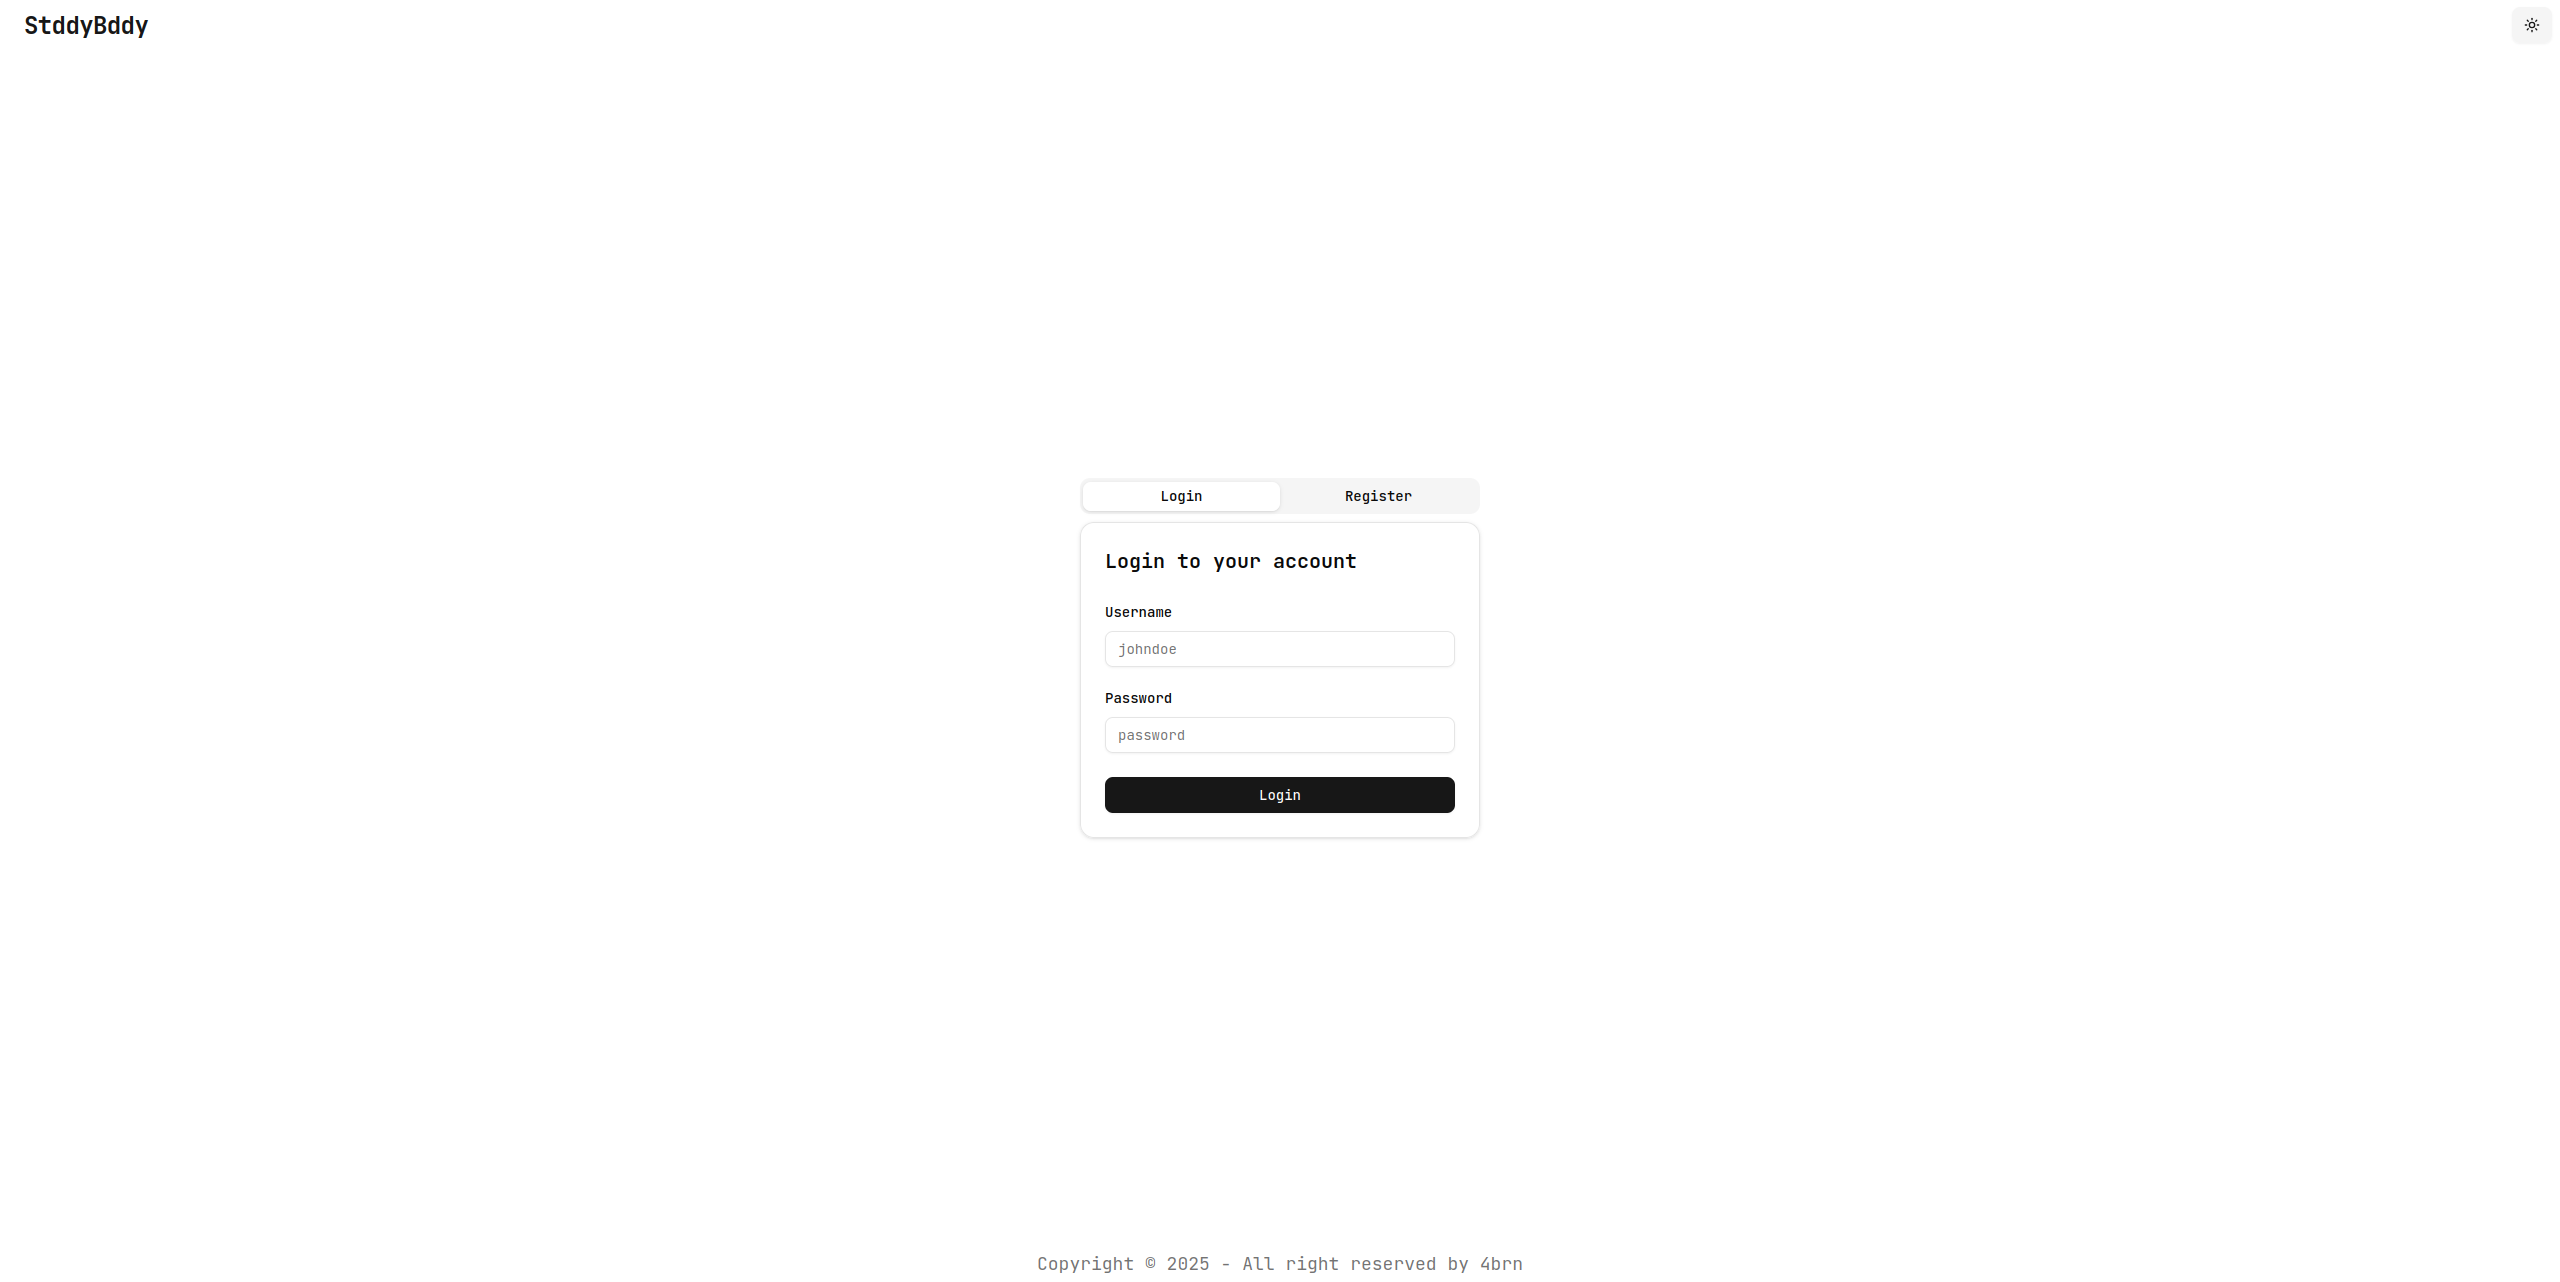 StddyBddy
Login Register
Login to your account
Username
johndoe
Password
password
Login
Copyright © 2025 - All right reserved by 4brn